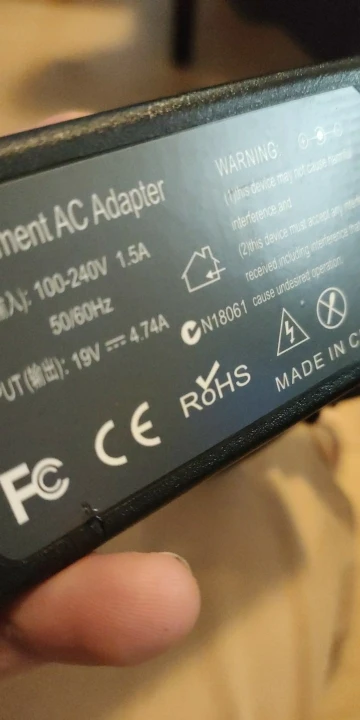 ment AC Adapter
入): 100-240V 1.5A
50/60Hz
PUT(输出): 19V 4.74A
FC CE RoHS
WARNING
(1)this device may not cause harmful
interference,and
(2)this device must accept any
received,including interference
cause undesired operation.
N18061
MADE IN C